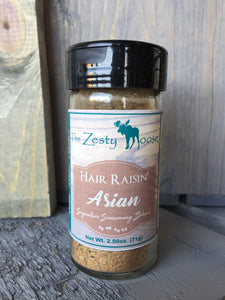 The Zesty Moose
HAIR RAISIN'
Asian
Signature Seasoning Blend
Net Wt. 2.50oz. (71g)